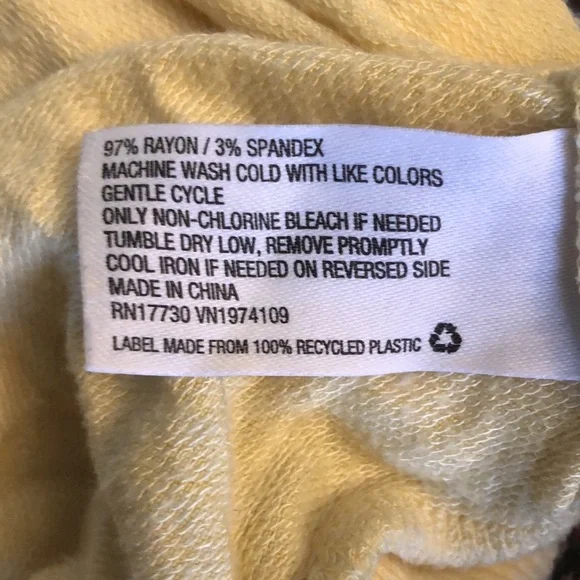 97% RAYON / 3% SPANDEX
MACHINE WASH COLD WITH LIKE COLORS
GENTLE CYCLE
ONLY NON-CHLORINE BLEACH IF NEEDED
TUMBLE DRY LOW, REMOVE PROMPTLY
COOL IRON IF NEEDED ON REVERSED SIDE
MADE IN CHINA
RN17730 VN1974109
LABEL MADE FROM 100% RECYCLED PLASTIC